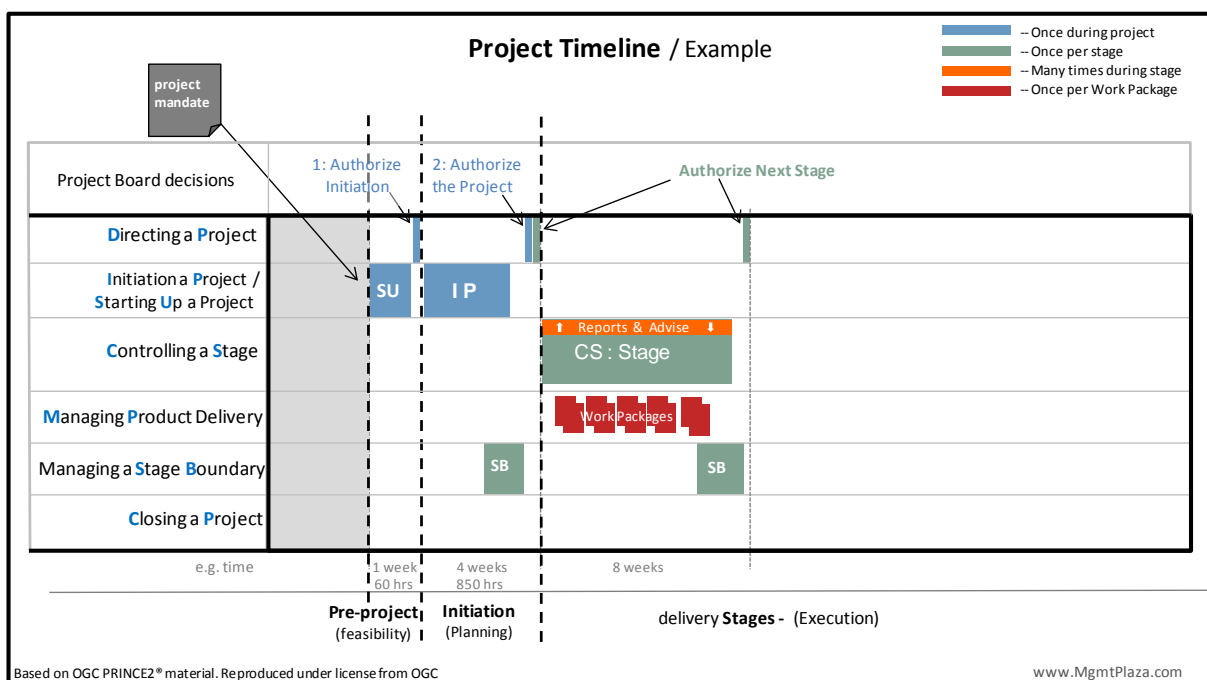 Project Timeline / Example
-- Once during project
-- Once per stage
-- Many times during stage
-- Once per Work Package
project
mandate
Project Board decisions
1: Authorize
Initiation
2: Authorize
the Project
Authorize Next Stage
Directing a Project
Initiation a Project /
Starting Up a Project
SU
I P
Controlling a Stage
⬆ Reports & Advise ⬇
CS : Stage
Managing Product Delivery
Work Packages
Managing a Stage Boundary
SB
SB
Closing a Project
e.g. time
1 week
60 hrs
4 weeks
850 hrs
8 weeks
Pre-project
(feasibility)
Initiation
(Planning)
delivery Stages - (Execution)
Based on OGC PRINCE2® material. Reproduced under license from OGC
www.MgmtPlaza.com